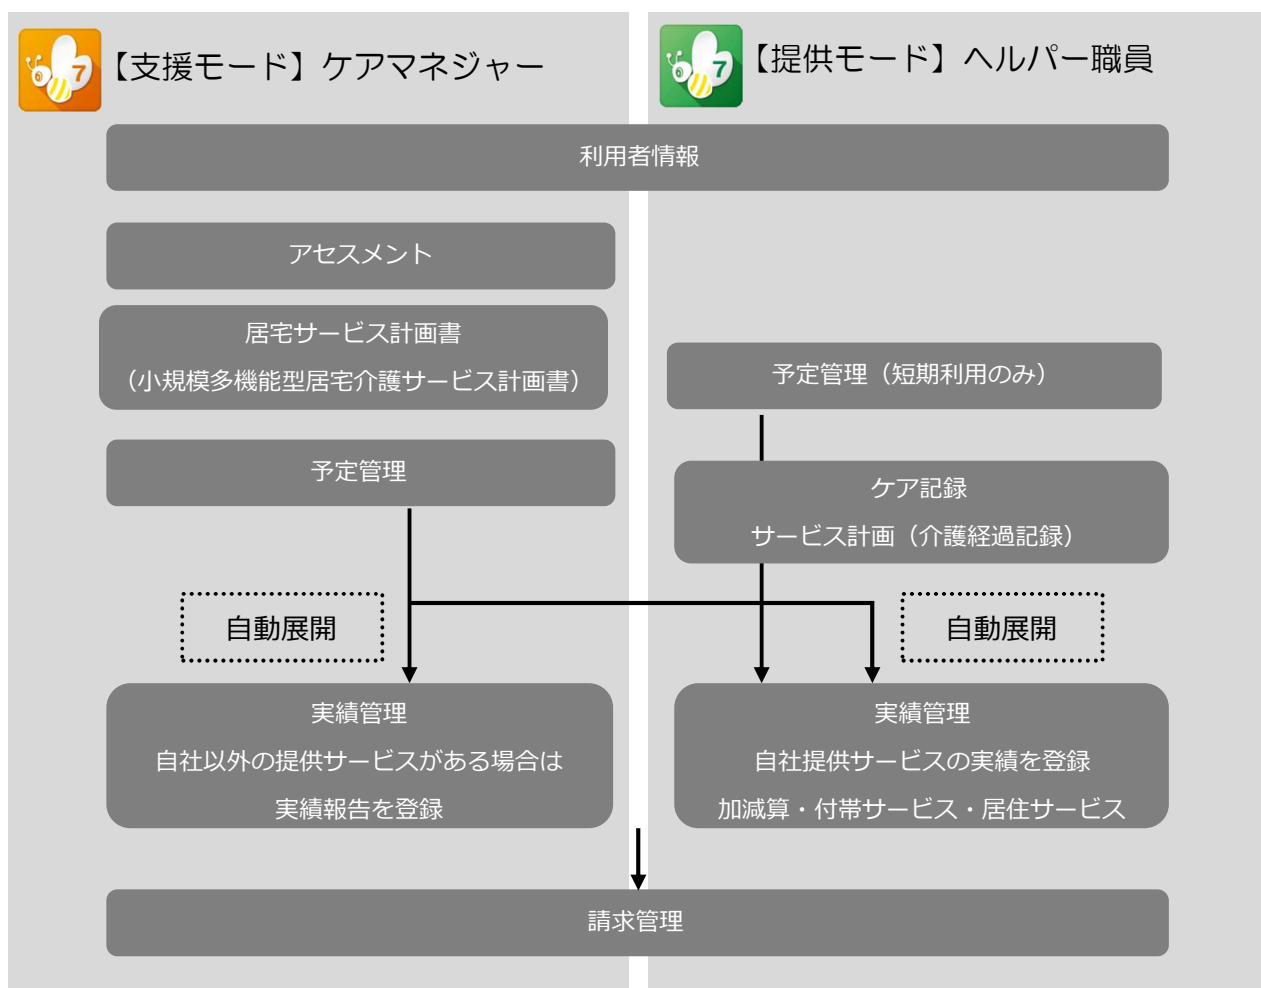 7
【支援モード】ケアマネジャー
7
【提供モード】ヘルパー職員
利用者情報
アセスメント
居宅サービス計画書
（小規模多機能型居宅介護サービス計画書）
予定管理
予定管理（短期利用のみ）
ケア記録
サービス計画（介護経過記録）
自動展開
自動展開
実績管理
自社以外の提供サービスがある場合は
実績報告を登録
実績管理
自社提供サービスの実績を登録
加減算・付帯サービス・居住サービス
請求管理